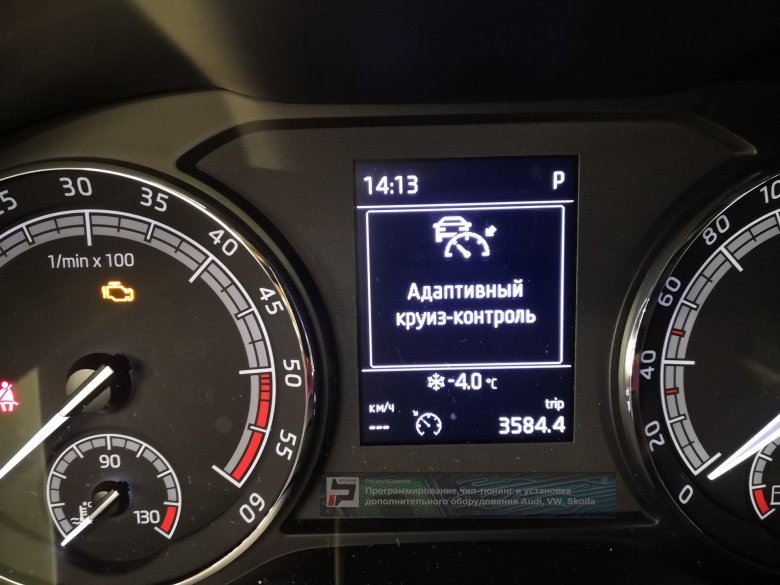 25 30 35 40 45 50 55 60
1/min x 100
90
°C
130
14:13 P
Адаптивный
круиз-контроль
-4.0 °C
км/ч trip
--- 3584.4
Программирование, чип-тюнинг и установка
дополнительного оборудования Audi, VW, Skoda
0 20 40 60 80